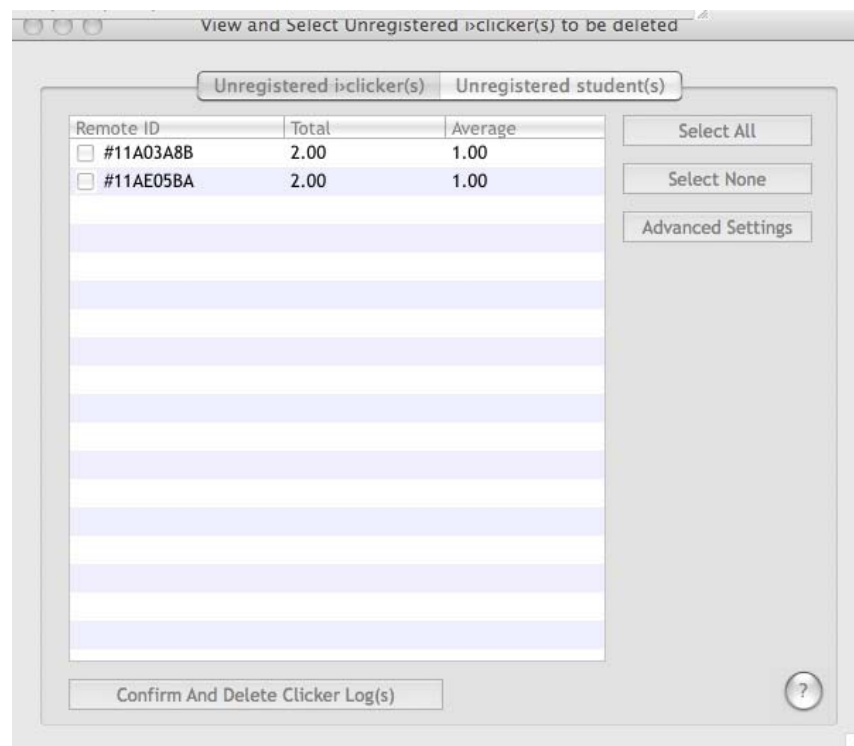 View and Select Unregistered i>clicker(s) to be deleted
Unregistered i>clicker(s) Unregistered student(s)
Remote ID Total Average
#11A03A8B 2.00 1.00
#11AE05BA 2.00 1.00
Select All
Select None
Advanced Settings
Confirm And Delete Clicker Log(s)
?